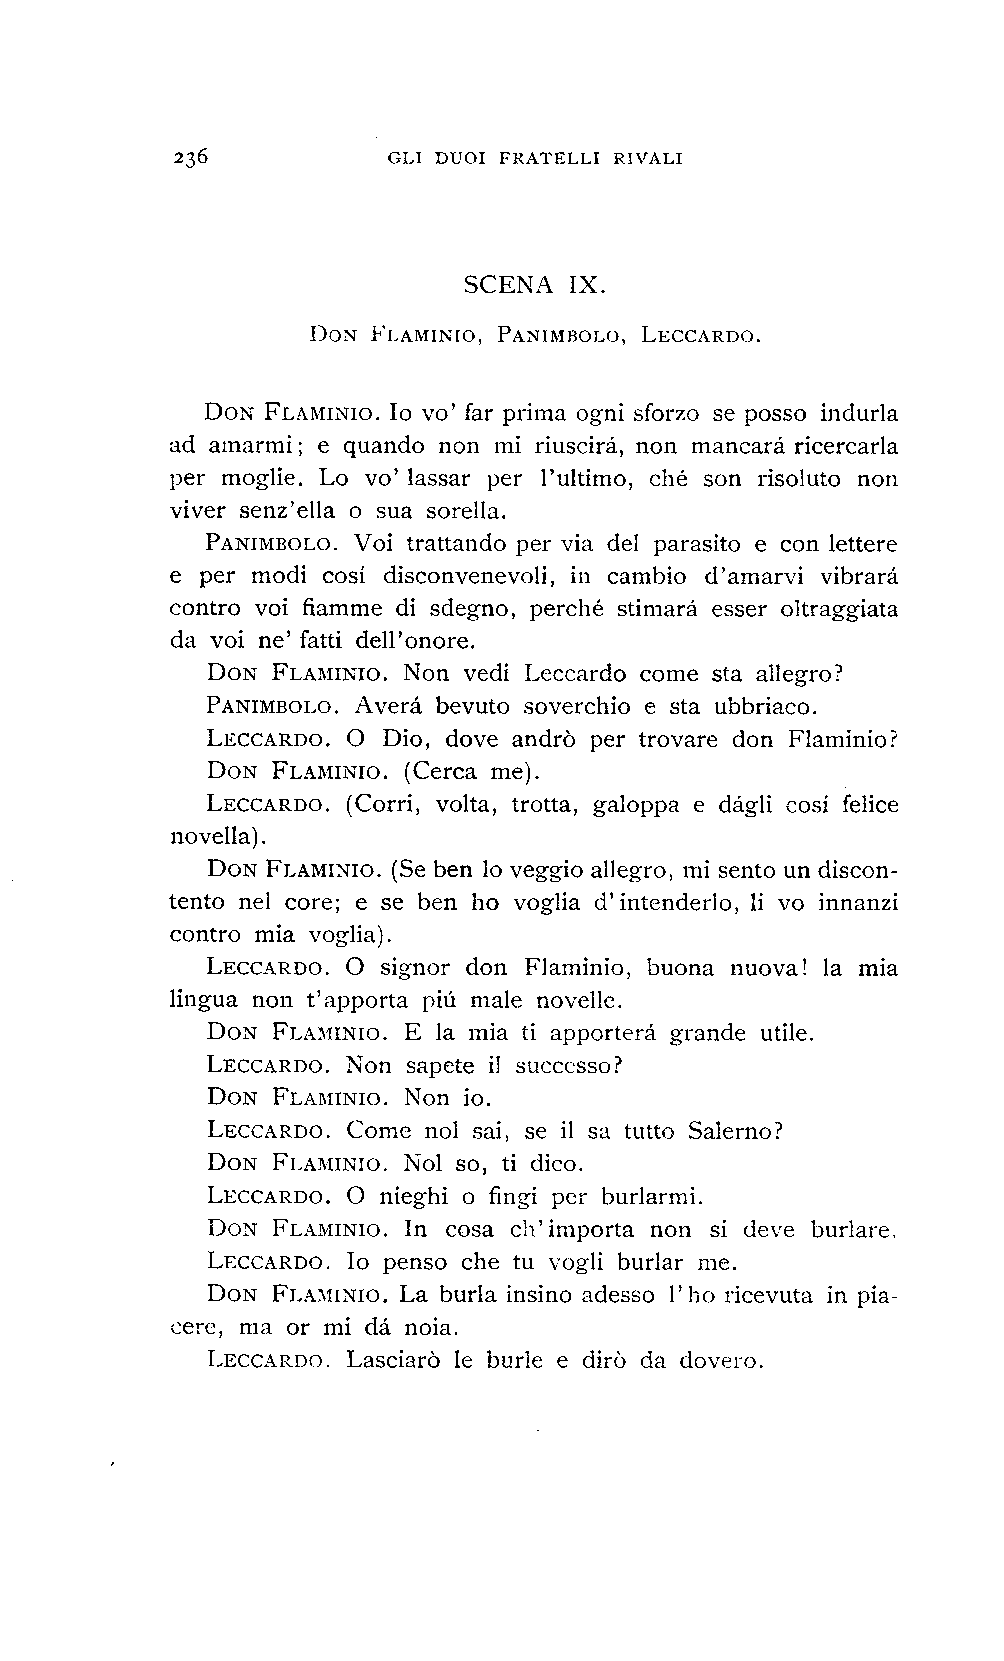 236 GLI DUOI FRATELLI RIVALI
SCENA IX.
DON FLAMINIO, PANIMBOLO, LECCARDO.
DON FLAMINIO. Io vo' far prima ogni sforzo se posso indurla
ad amarmi; e quando non mi riuscirá, non mancará ricercarla
per moglie. Lo vo' lassar per l'ultimo, ché son risoluto non
viver senz'ella o sua sorella.
PANIMBOLO. Voi trattando per via del parasito e con lettere
e per modi cosí disconvenevoli, in cambio d'amarvi vibrará
contro voi fiamme di sdegno, perché stimará esser oltraggiata
da voi ne' fatti dell'onore.
DON FLAMINIO. Non vedi Leccardo come sta allegro?
PANIMBOLO. Averá bevuto soverchio e sta ubbriaco.
LECCARDO. O Dio, dove andrò per trovare don Flaminio?
DON FLAMINIO. (Cerca me).
LECCARDO. (Corri, volta, trotta, galoppa e dágli cosí felice
novella).
DON FLAMINIO. (Se ben lo veggio allegro, mi sento un discon-
tento nel core; e se ben ho voglia d'intenderlo, li vo innanzi
contro mia voglia).
LECCARDO. O signor don Flaminio, buona nuova! la mia
lingua non t'apporta piú male novelle.
DON FLAMINIO. E la mia ti apporterá grande utile.
LECCARDO. Non sapete il successo?
DON FLAMINIO. Non io.
LECCARDO. Come nol sai, se il sa tutto Salerno?
DON FLAMINIO. Nol so, ti dico.
LECCARDO. O nieghi o fingi per burlarmi.
DON FLAMINIO. In cosa ch'importa non si deve burlare.
LECCARDO. Io penso che tu vogli burlar me.
DON FLAMINIO. La burla insino adesso l'ho ricevuta in pia-
cere, ma or mi dá noia.
LECCARDO. Lasciarò le burle e dirò da dovero.